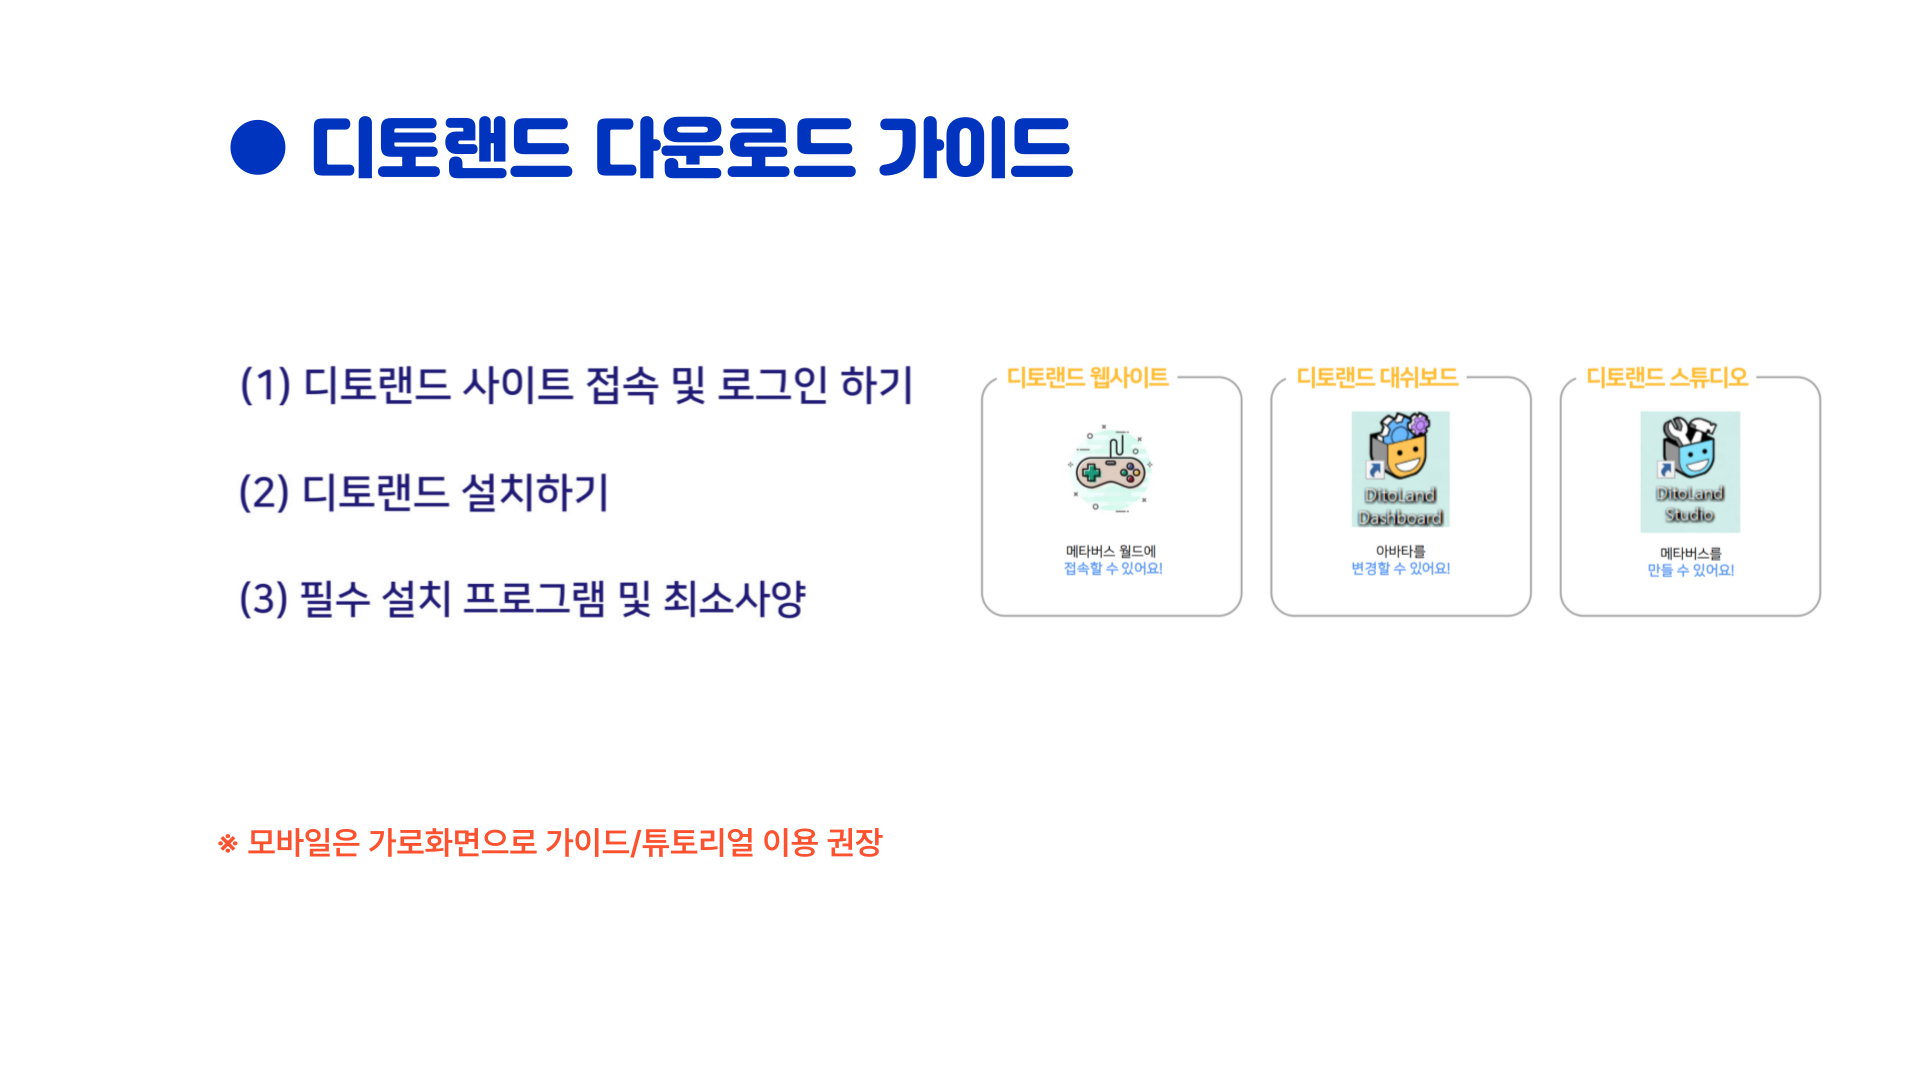 ● 디토랜드 다운로드 가이드
(1) 디토랜드 사이트 접속 및 로그인 하기
(2) 디토랜드 설치하기
(3) 필수 설치 프로그램 및 최소사양
디토랜드 웹사이트
메타버스 월드에
접속할 수 있어요!
디토랜드 대쉬보드
DitoLand
Dashboard
아바타를
변경할 수 있어요!
디토랜드 스튜디오
DitoLand
Studio
메타버스를
만들 수 있어요!
※ 모바일은 가로화면으로 가이드/튜토리얼 이용 권장